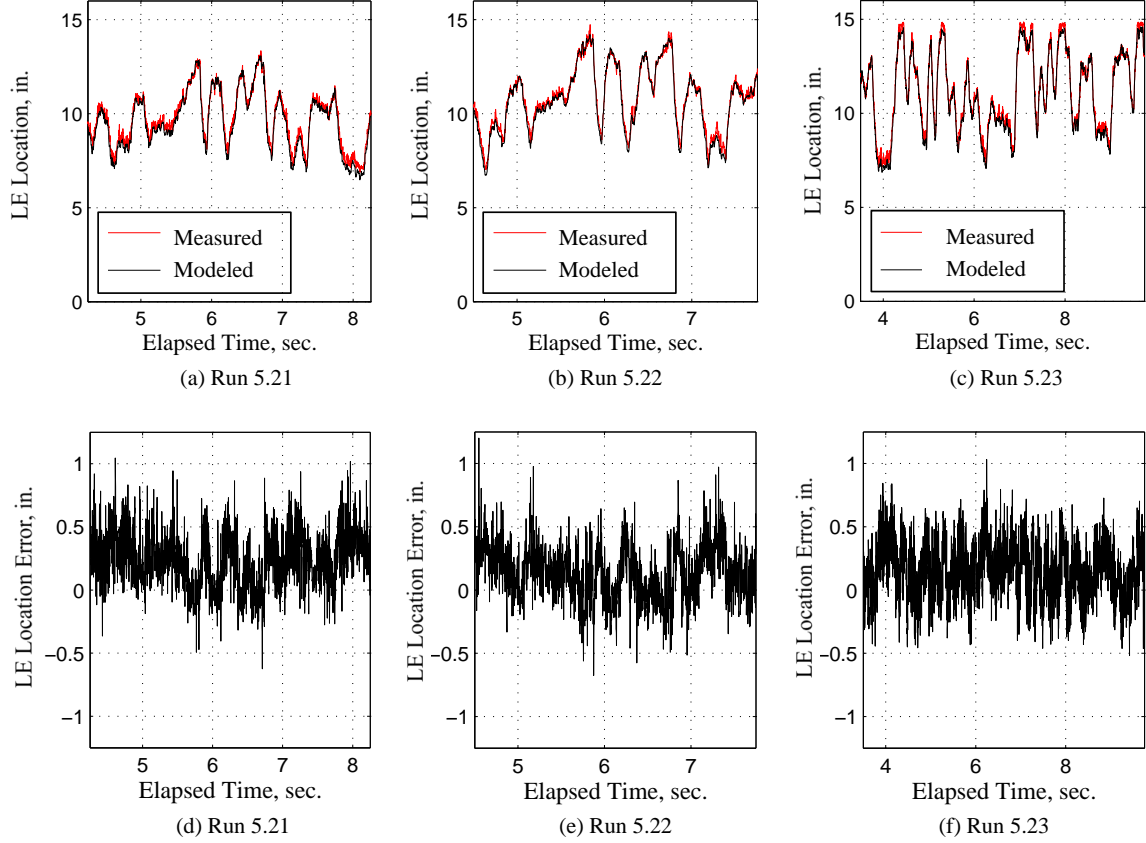 15
10
5
0
LE Location, in.
Measured
Modeled
5 6 7 8
Elapsed Time, sec.
(a) Run 5.21
15
10
5
0
LE Location, in.
Measured
Modeled
5 6 7
Elapsed Time, sec.
(b) Run 5.22
15
10
5
0
LE Location, in.
Measured
Modeled
4 6 8
Elapsed Time, sec.
(c) Run 5.23
1
0.5
0
−0.5
−1
LE Location Error, in.
5 6 7 8
Elapsed Time, sec.
(d) Run 5.21
1
0.5
0
−0.5
−1
LE Location Error, in.
5 6 7
Elapsed Time, sec.
(e) Run 5.22
1
0.5
0
−0.5
−1
LE Location Error, in.
4 6 8
Elapsed Time, sec.
(f) Run 5.23